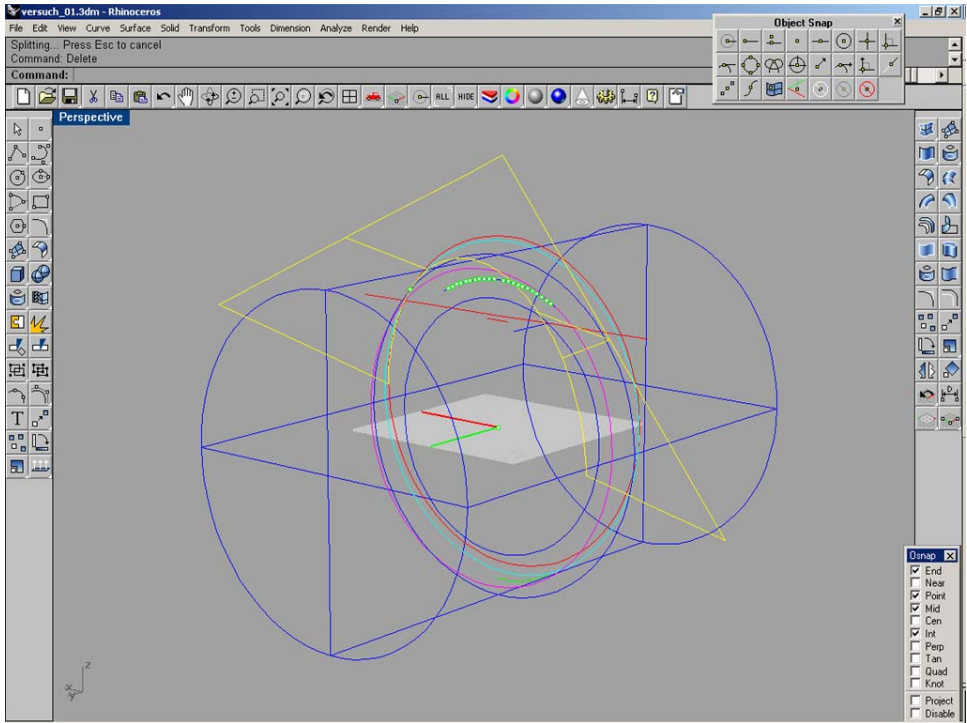 versuch_01.3dm - Rhinoceros
File Edit View Curve Surface Solid Transform Tools Dimension Analyze Render Help
Splitting... Press Esc to cancel
Command: Delete
Command:
Object Snap
ALL HIDE
Perspective
T
D
z
x
y
Osnap
End
Near
Point
Mid
Cen
Int
Perp
Tan
Quad
Knot
Project
Disable